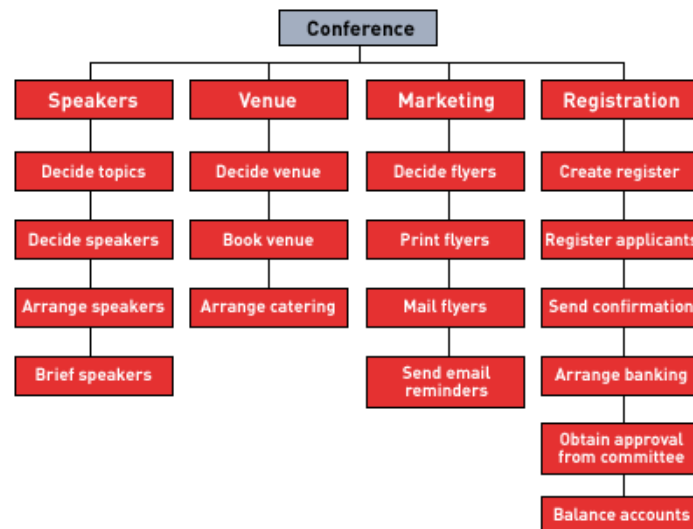 Conference
Speakers
Venue
Marketing
Registration
Decide topics
Decide venue
Decide flyers
Create register
Decide speakers
Book venue
Print flyers
Register applicants
Arrange speakers
Arrange catering
Mail flyers
Send confirmation
Brief speakers
Send email
reminders
Arrange banking
Obtain approval
from committee
Balance accounts